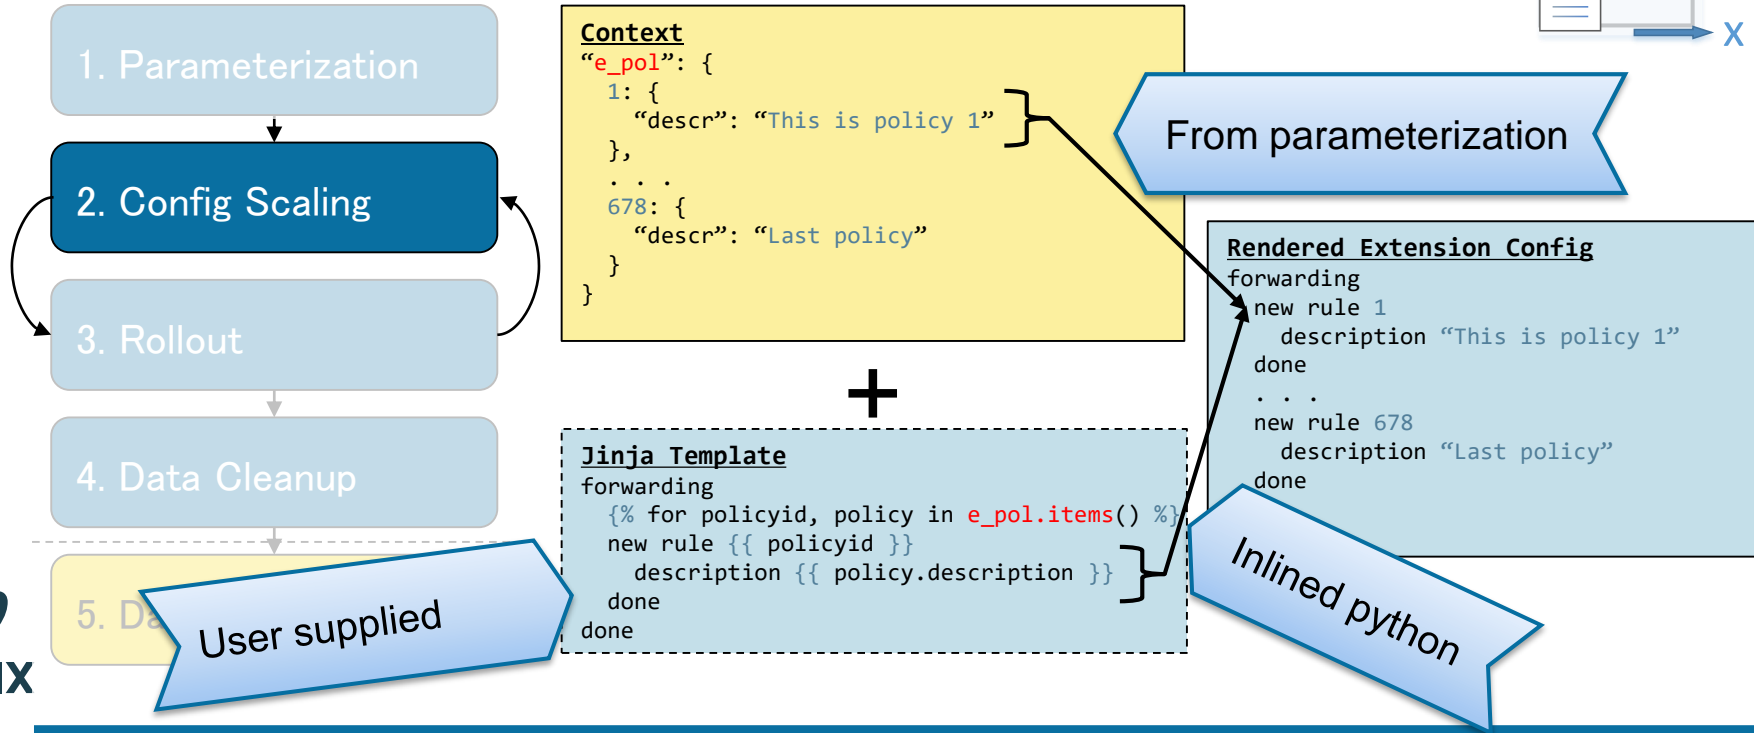 1. Parameterization
2. Config Scaling
3. Rollout
4. Data Cleanup
5. Da
User supplied
ux
Context
“e_pol”: {
1: {
“descr”: “This is policy 1”
},
. . .
678: {
“descr”: “Last policy”
}
}
+
Jinja Template
forwarding
{% for policyid, policy in e_pol.items() %}
new rule {{ policyid }}
description {{ policy.description }}
done
done
X
From parameterization
Rendered Extension Config
forwarding
new rule 1
description “This is policy 1”
done
. . .
new rule 678
description “Last policy”
done
Inlined python